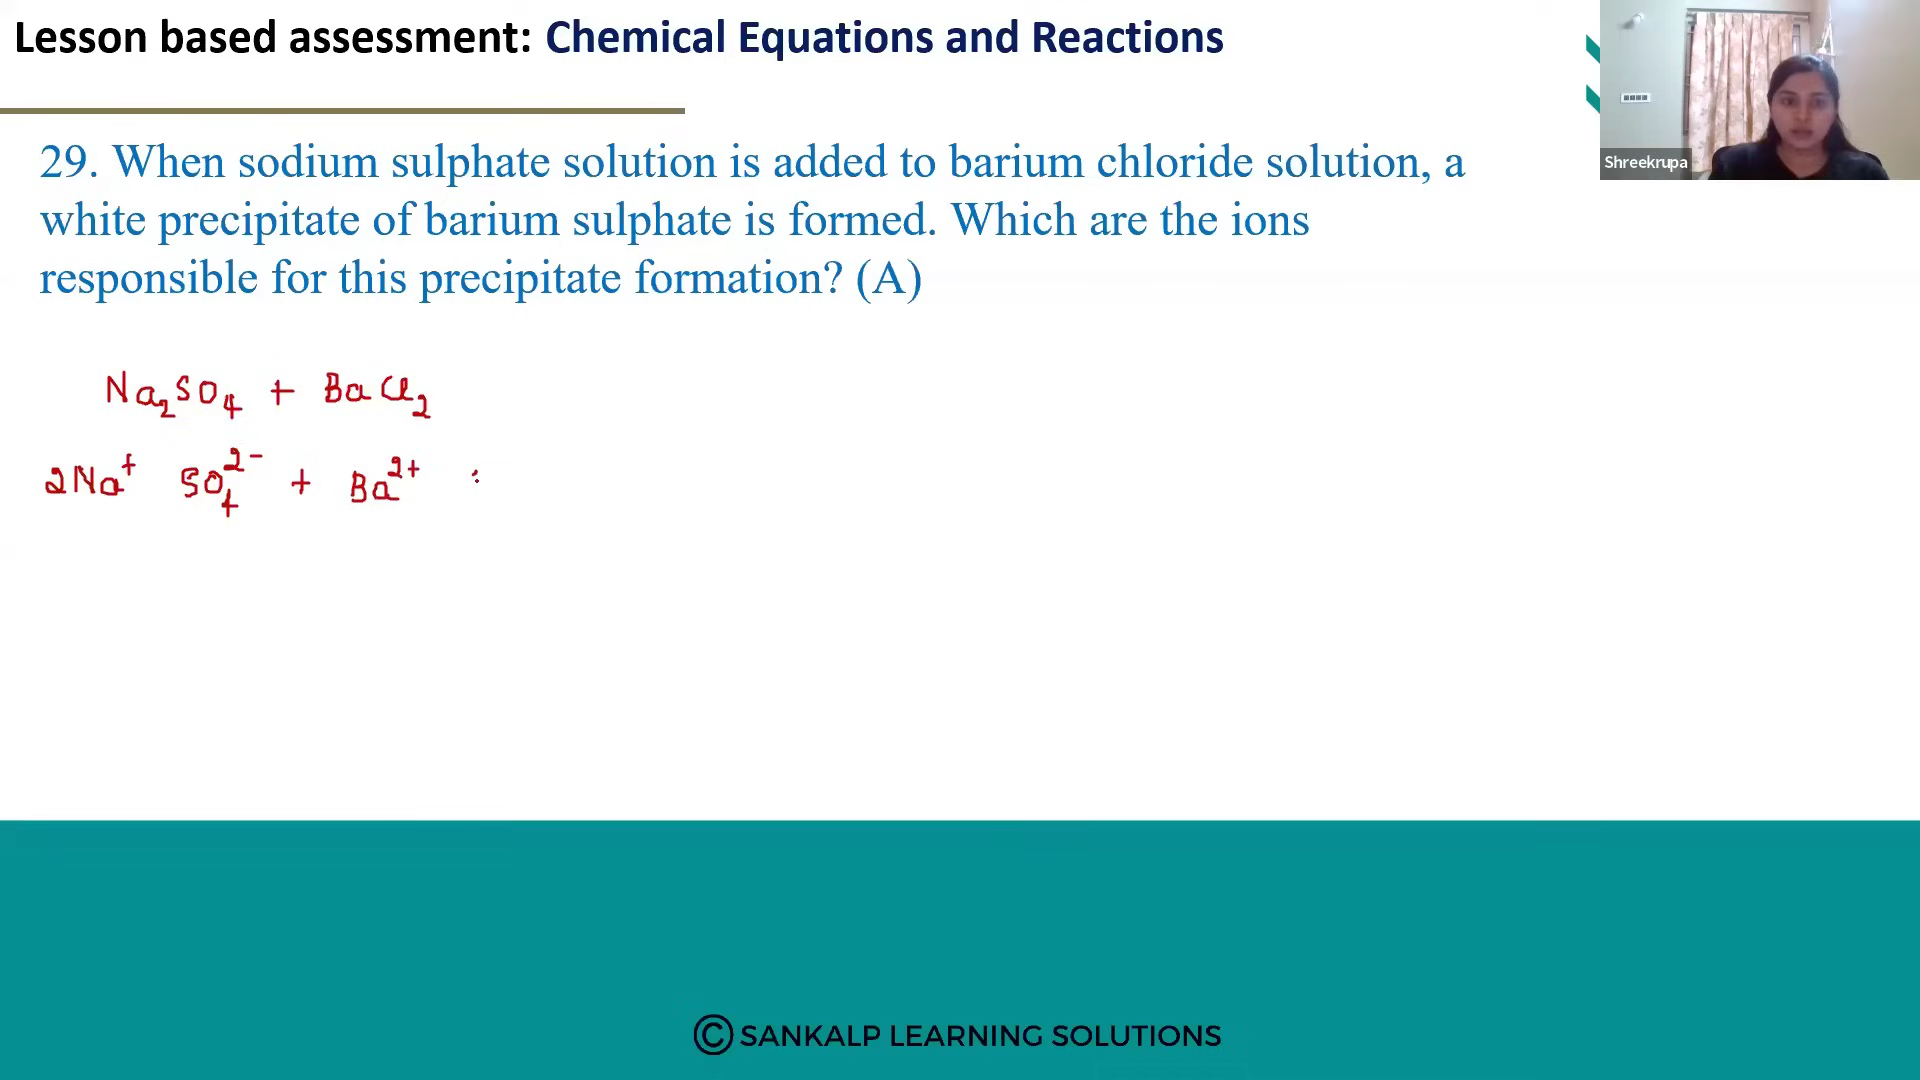 Lesson based assessment: Chemical Equations and Reactions
Shreekrupa
29. When sodium sulphate solution is added to barium chloride solution, a
white precipitate of barium sulphate is formed. Which are the ions
responsible for this precipitate formation? (A)
Na₂SO₄ + BaCl₂
2Na⁺ SO₄²⁻ + Ba²⁺
© SANKALP LEARNING SOLUTIONS